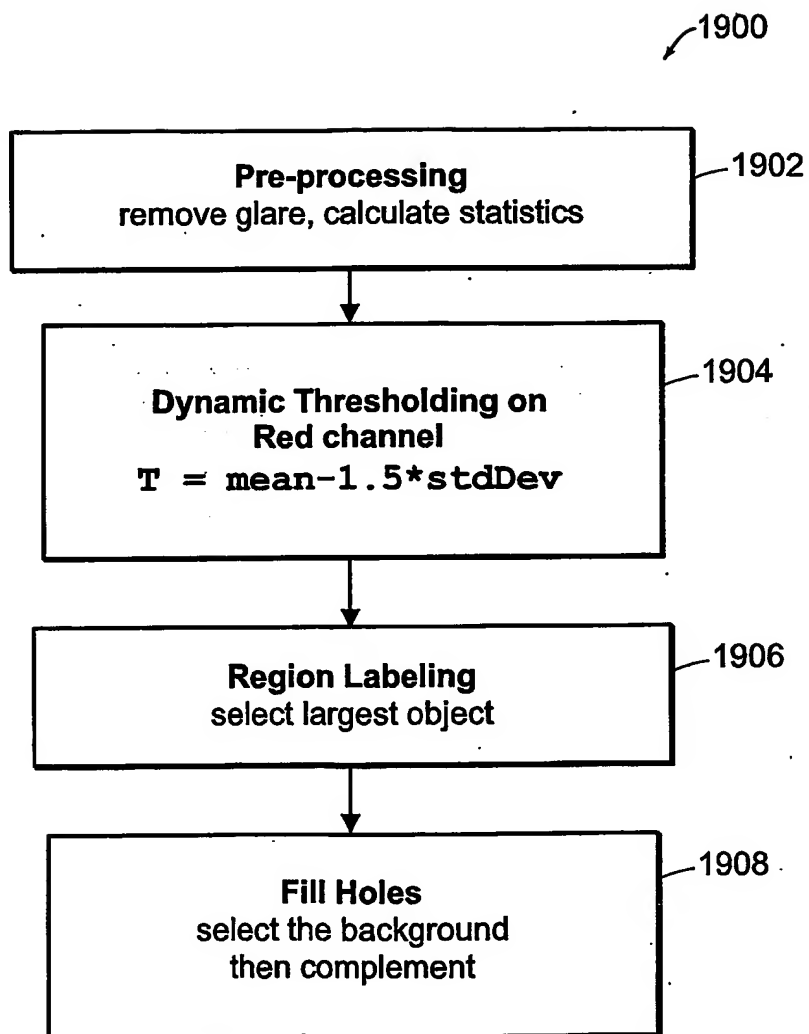 1900
Pre-processing
remove glare, calculate statistics
1902
Dynamic Thresholding on
Red channel
T = mean-1.5*stdDev
1904
Region Labeling
select largest object
1906
Fill Holes
select the background
then complement
1908